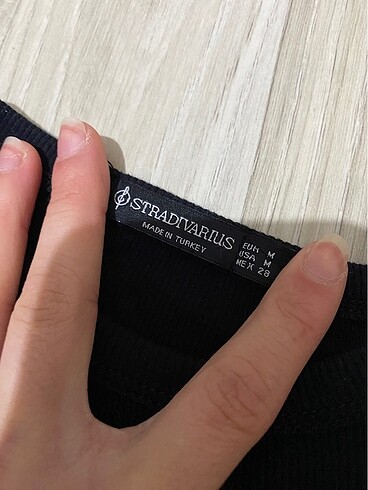 STRADIVARIUS
MADE IN TURKEY
EUR M
USA M
MEX 28